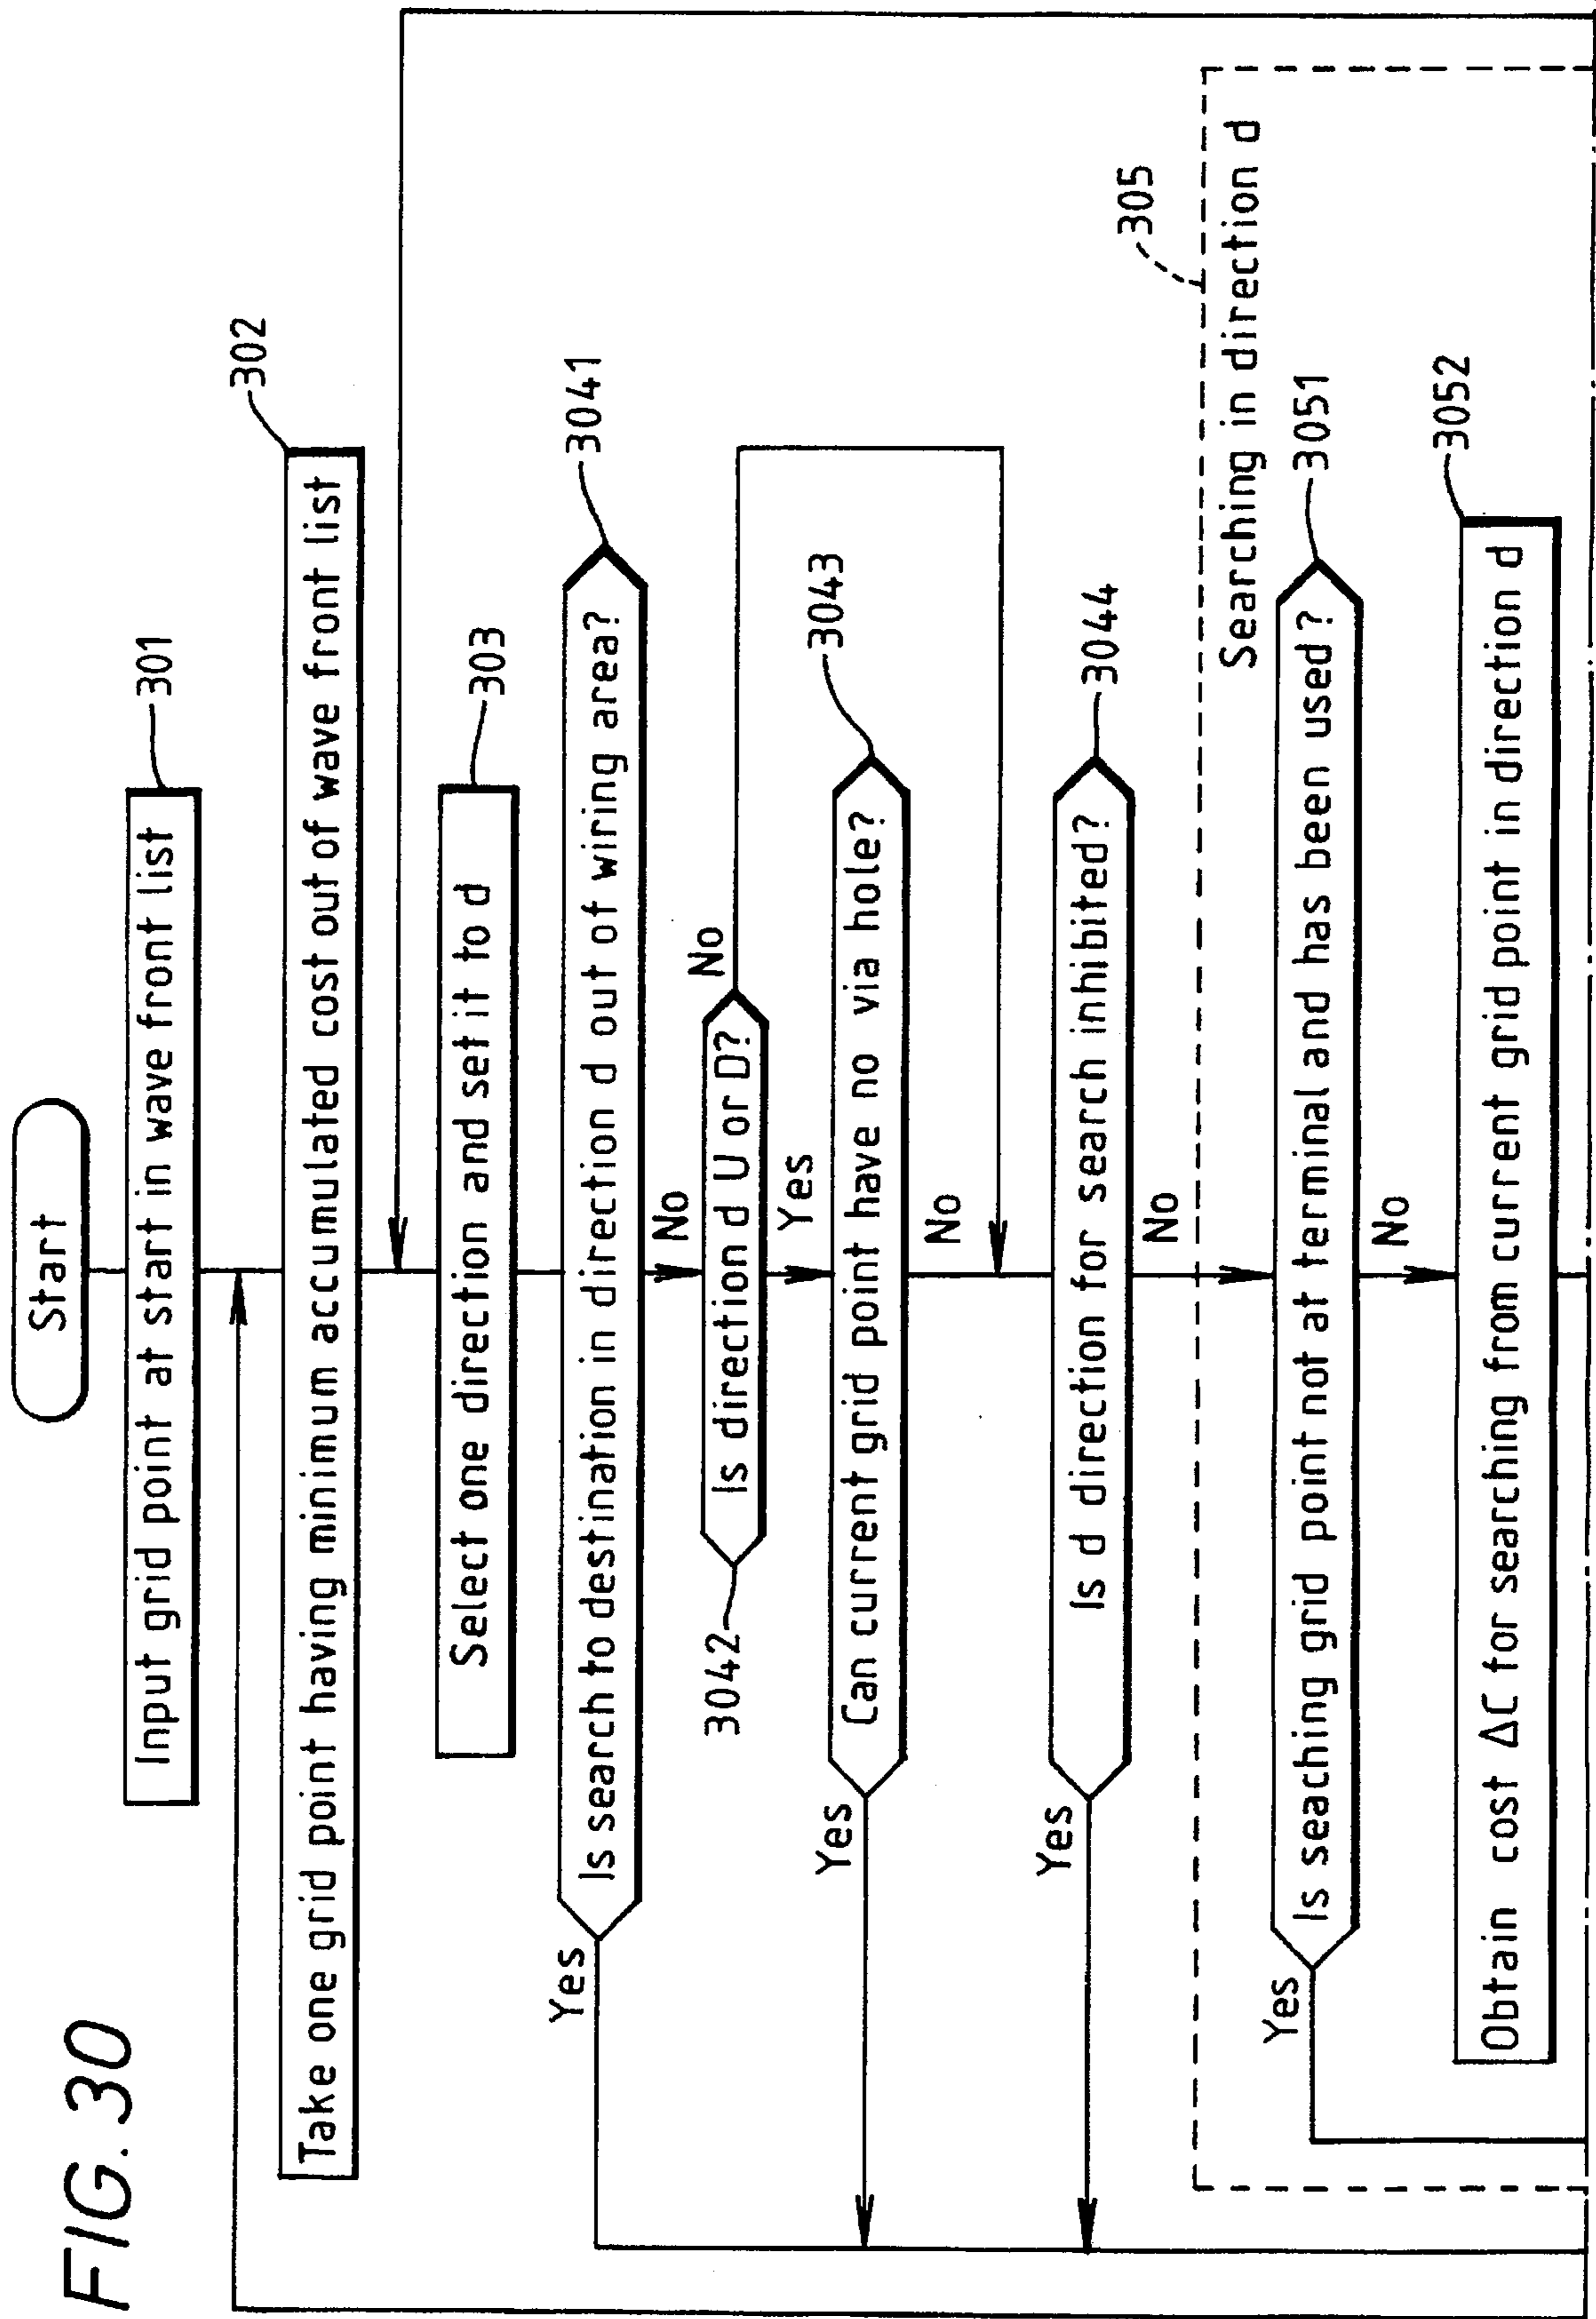 FIG. 30
Start
Input grid point at start in wave front list
301
Take one grid point having minimum accumulated cost out of wave front list
302
Select one direction and set it to d
303
Is search to destination in direction d out of wiring area?
3041
Yes
No
Is direction d U or D?
3042
No
Yes
Can current grid point have no via hole?
3043
Yes
No
Is d direction for search inhibited?
3044
Yes
No
305
Searching in direction d
Is seaching grid point not at terminal and has been used?
3051
Yes
No
Obtain cost ΔC for searching from current grid point in direction d
3052